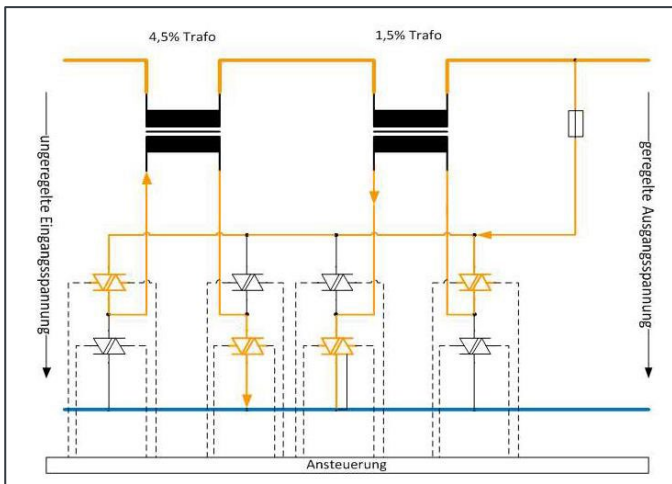 4,5% Trafo
1,5% Trafo
ungeregelte Eingangsspannung
geregelte Ausgangsspannung
Ansteuerung